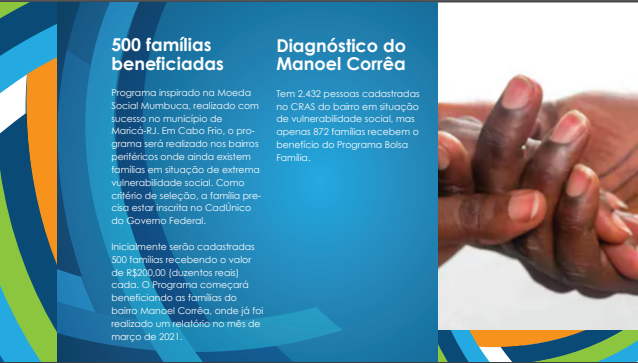 500 famílias
beneficiadas
Programa inspirado na Moeda
Social Mumbuca, realizado com
sucesso no município de
Maricá-RJ. Em Cabo Frio, o pro-
grama será realizado nos bairros
periféricos onde ainda existem
famílias em situação de extrema
vulnerabilidade social. Como
critério de seleção, a família pre-
cisa estar inscrita no CadÚnico
do Governo Federal.
Inicialmente serão cadastradas
500 famílias recebendo o valor
de R$200,00 (duzentos reais)
cada. O Programa começará
beneficiando as famílias do
bairro Manoel Corrêa, onde já foi
realizado um relatório no mês de
março de 2021.
Diagnóstico do
Manoel Corrêa
Tem 2.432 pessoas cadastradas
no CRAS do bairro em situação
de vulnerabilidade social, mas
apenas 872 famílias recebem o
benefício do Programa Bolsa
Família.